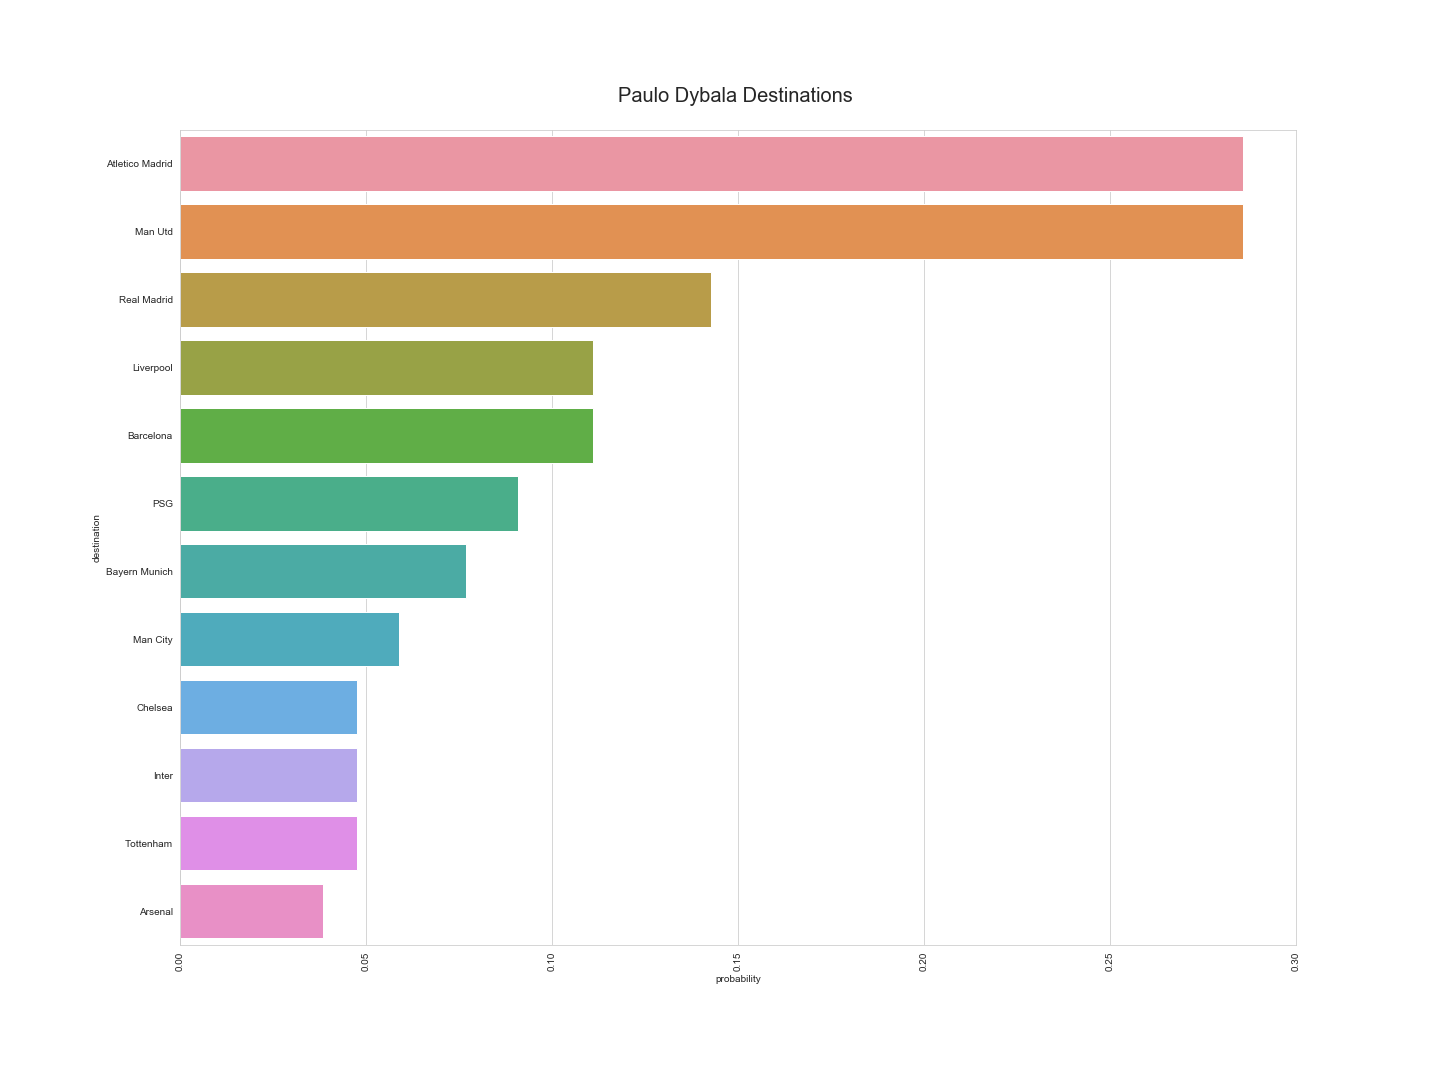 Paulo Dybala Destinations
Atletico Madrid
Man Utd
Real Madrid
Liverpool
Barcelona
PSG
Bayern Munich
Man City
Chelsea
Inter
Tottenham
Arsenal
destination
0.00 0.05 0.10 0.15 0.20 0.25 0.30
probability